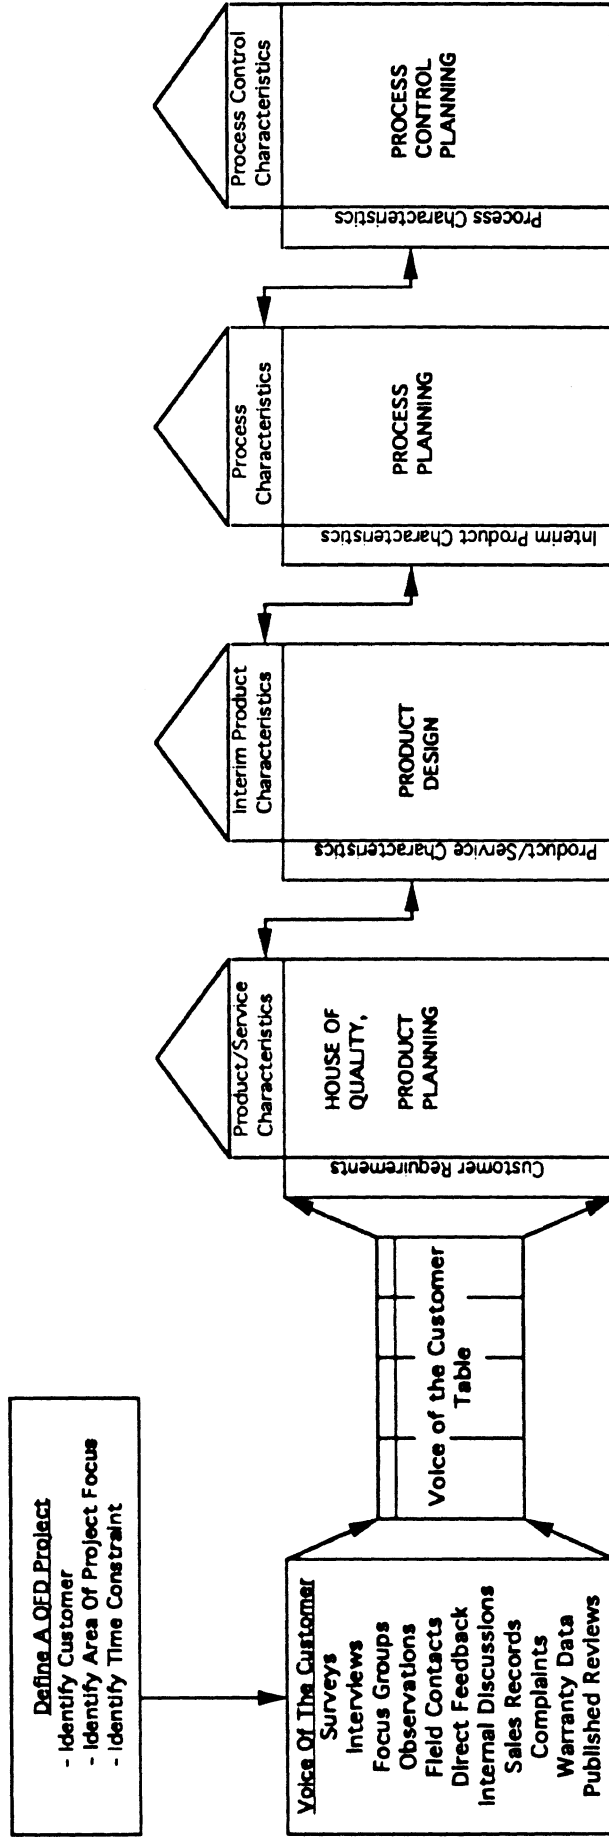 Define A QFD Project
- Identify Customer
- Identify Area Of Project Focus
- Identify Time Constraint
Voice Of The Customer
Surveys
Interviews
Focus Groups
Observations
Field Contacts
Direct Feedback
Internal Discussions
Sales Records
Complaints
Warranty Data
Published Reviews
Voice of the Customer
Table
Customer Requirements
Product/Service
Characteristics
HOUSE OF
QUALITY,
PRODUCT
PLANNING
Product/Service Characteristics
Interim Product
Characteristics
PRODUCT
DESIGN
Interim Product Characteristics
Process
Characteristics
PROCESS
PLANNING
Process Characteristics
Process Control
Characteristics
PROCESS
CONTROL
PLANNING